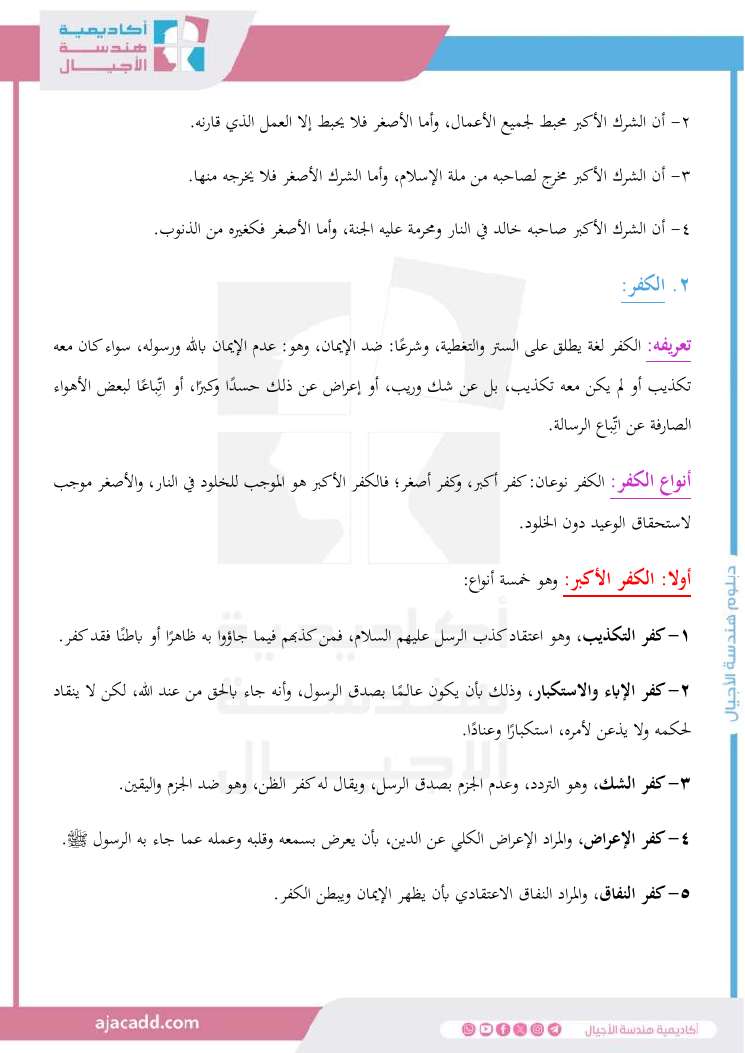 أكاديمية
هندسة
الأجيال
٢- أن الشرك الأكبر محبط لجميع الأعمال، وأما الأصغر فلا يحبط إلا العمل الذي قارنه.
٣- أن الشرك الأكبر مخرج لصاحبه من ملة الإسلام، وأما الشرك الأصغر فلا يخرجه منها.
٤- أن الشرك الأكبر صاحبه خالد في النار ومحرمة عليه الجنة، وأما الأصغر فكغيره من الذنوب.
٢. الكفر:
تعريفه: الكفر لغة يطلق على الستر والتغطية، وشرعًا: ضد الإيمان، وهو: عدم الإيمان بالله ورسوله، سواء كان معه
تكذيب أو لم يكن معه تكذيب، بل عن شك وريب، أو إعراض عن ذلك حسدًا وكبرًا، أو اتِّباعًا لبعض الأهواء
الصارفة عن اتِّباع الرسالة.
أنواع الكفر: الكفر نوعان: كفر أكبر، وكفر أصغر؛ فالكفر الأكبر هو الموجب للخلود في النار، والأصغر موجب
لاستحقاق الوعيد دون الخلود.
أولا: الكفر الأكبر: وهو خمسة أنواع:
١- كفر التكذيب، وهو اعتقاد كذب الرسل عليهم السلام، فمن كذبهم فيما جاؤوا به ظاهرًا أو باطنًا فقد كفر.
٢- كفر الإباء والاستكبار، وذلك بأن يكون عالمًا بصدق الرسول، وأنه جاء بالحق من عند الله، لكن لا ينقاد
لحكمه ولا يذعن لأمره، استكبارًا وعنادًا.
٣- كفر الشك، وهو التردد، وعدم الجزم بصدق الرسل، ويقال له كفر الظن، وهو ضد الجزم واليقين.
٤- كفر الإعراض، والمراد الإعراض الكلي عن الدين، بأن يعرض بسمعه وقلبه وعمله عما جاء به الرسول ﷺ.
٥- كفر النفاق، والمراد النفاق الاعتقادي بأن يظهر الإيمان ويبطن الكفر.
أكاديمية
هندسة
الأجيال
دبلوم هندسة الأجيال
أكاديمية هندسة الأجيال
ajacadd.com